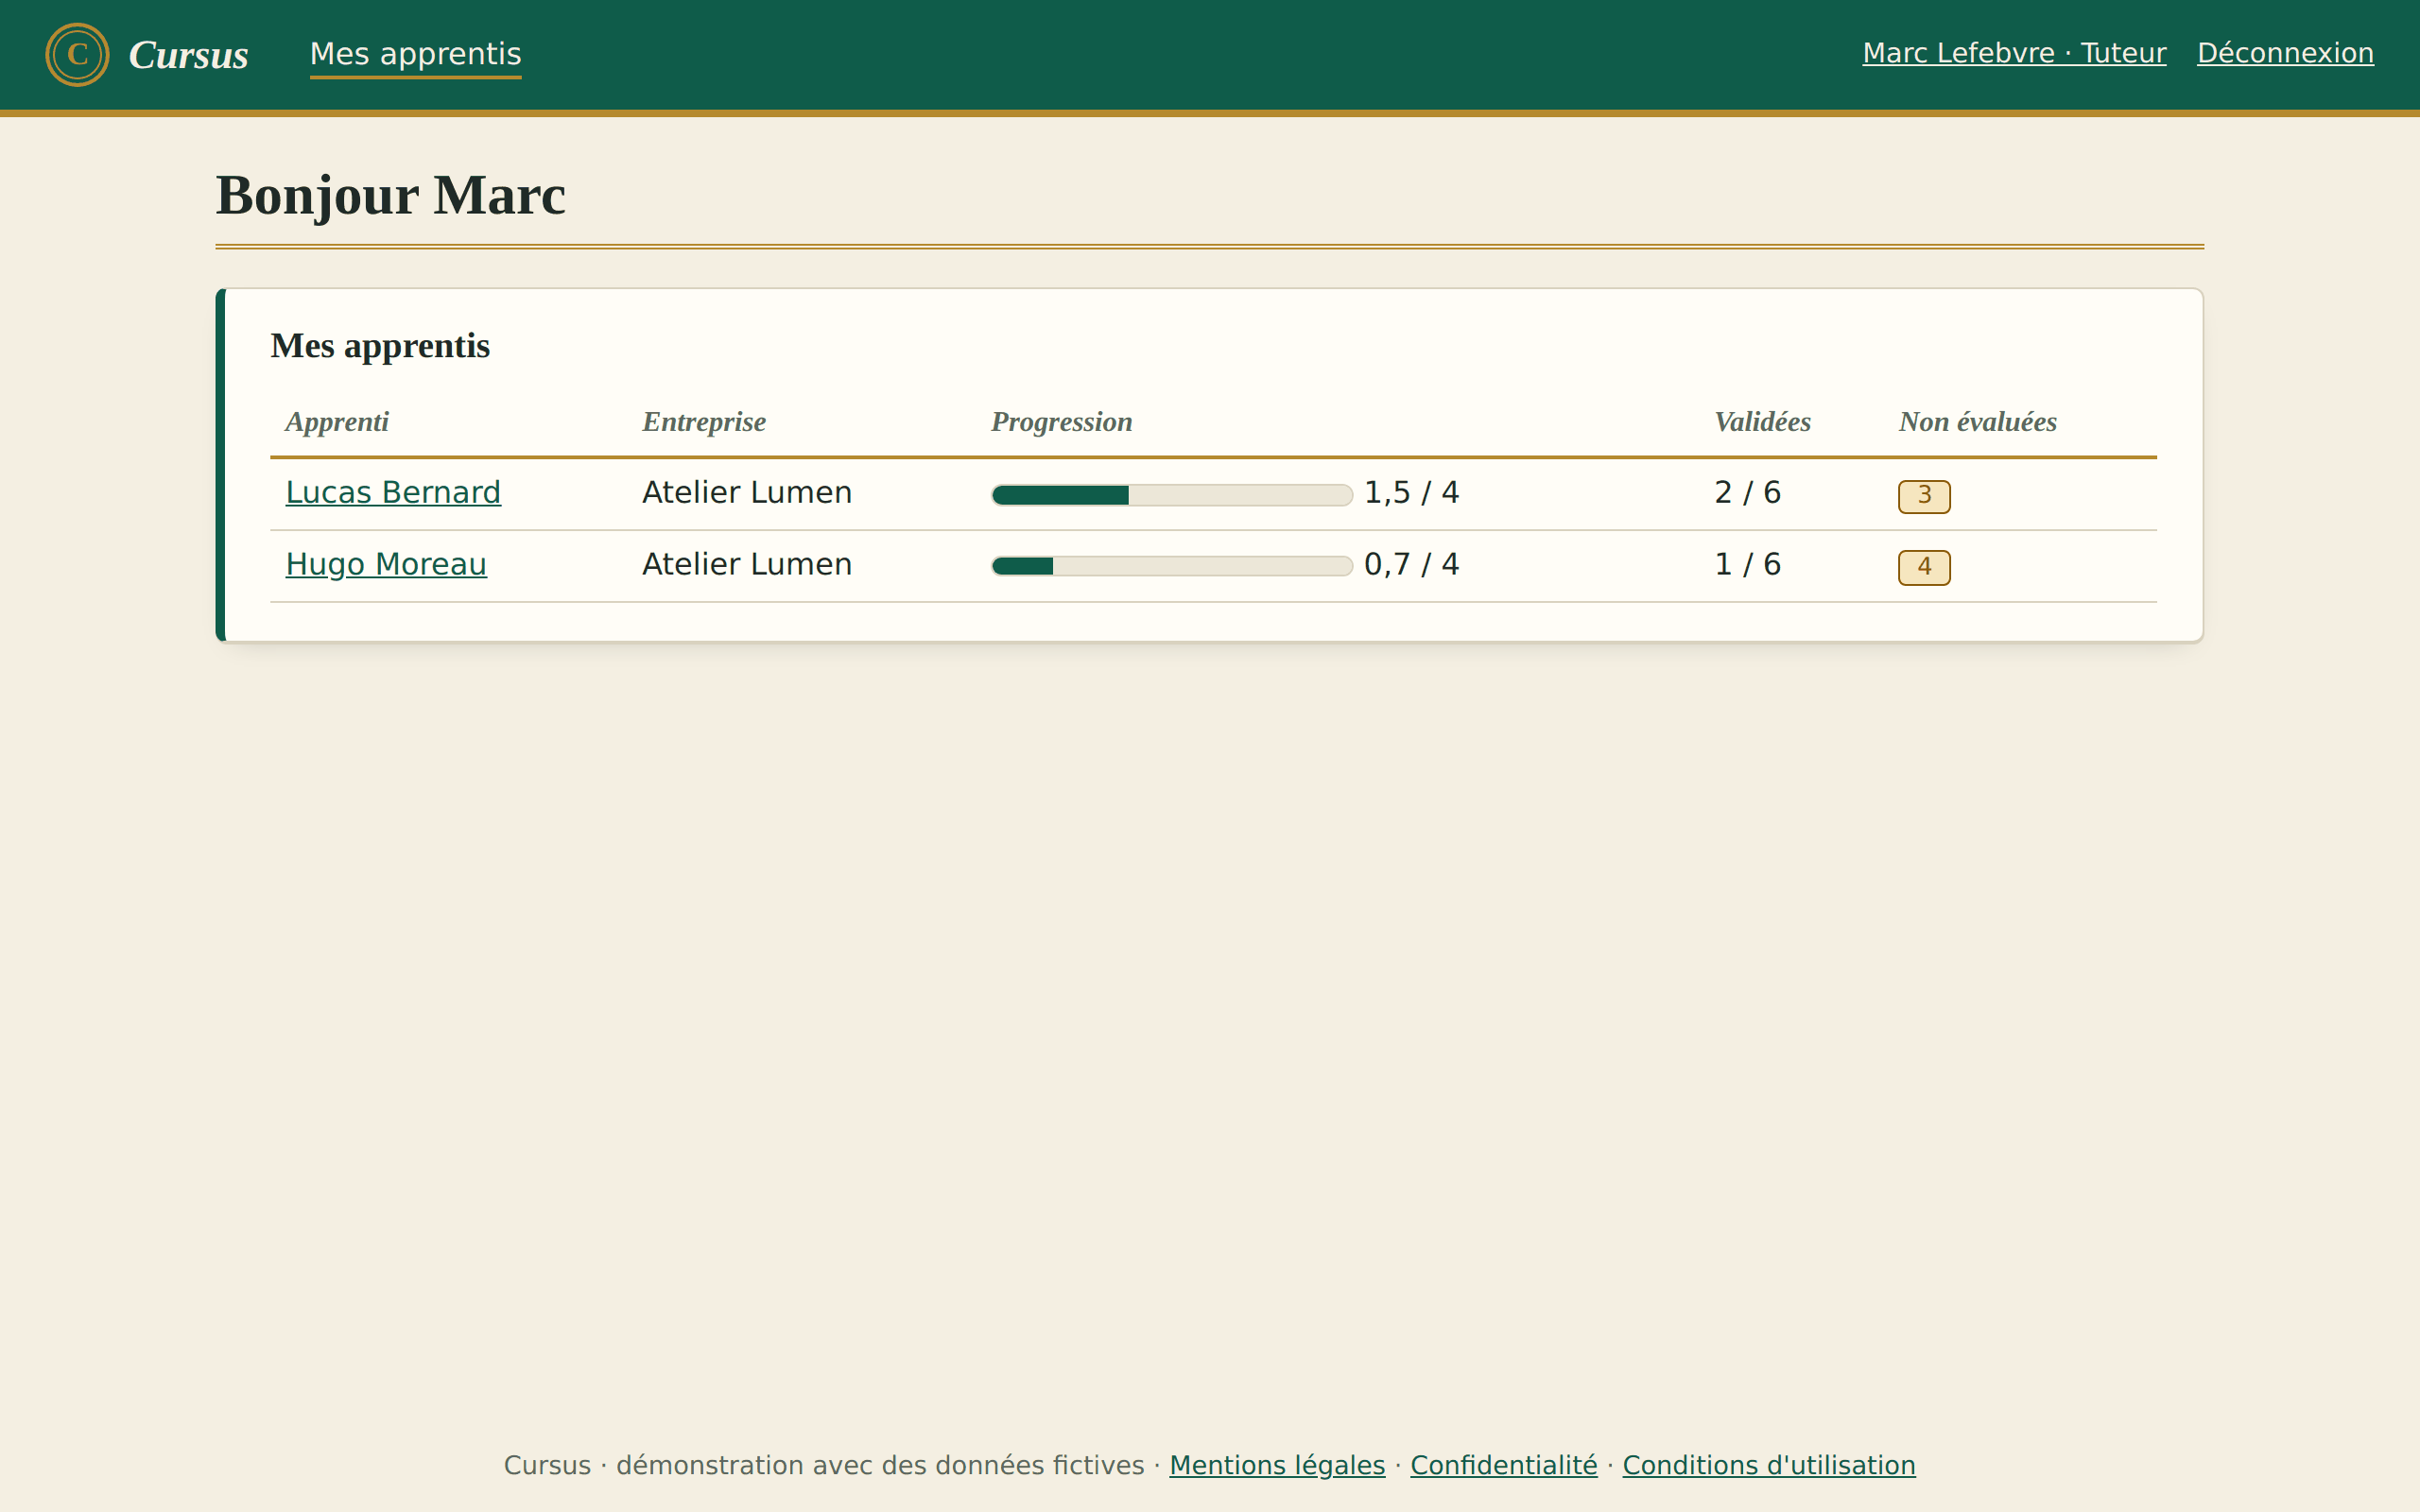 C Cursus Mes apprentis Marc Lefebvre · Tuteur Déconnexion
Bonjour Marc
Mes apprentis
Apprenti Entreprise Progression Validées Non évaluées
Lucas Bernard Atelier Lumen 1,5 / 4 2 / 6 3
Hugo Moreau Atelier Lumen 0,7 / 4 1 / 6 4
Cursus · démonstration avec des données fictives · Mentions légales · Confidentialité · Conditions d'utilisation